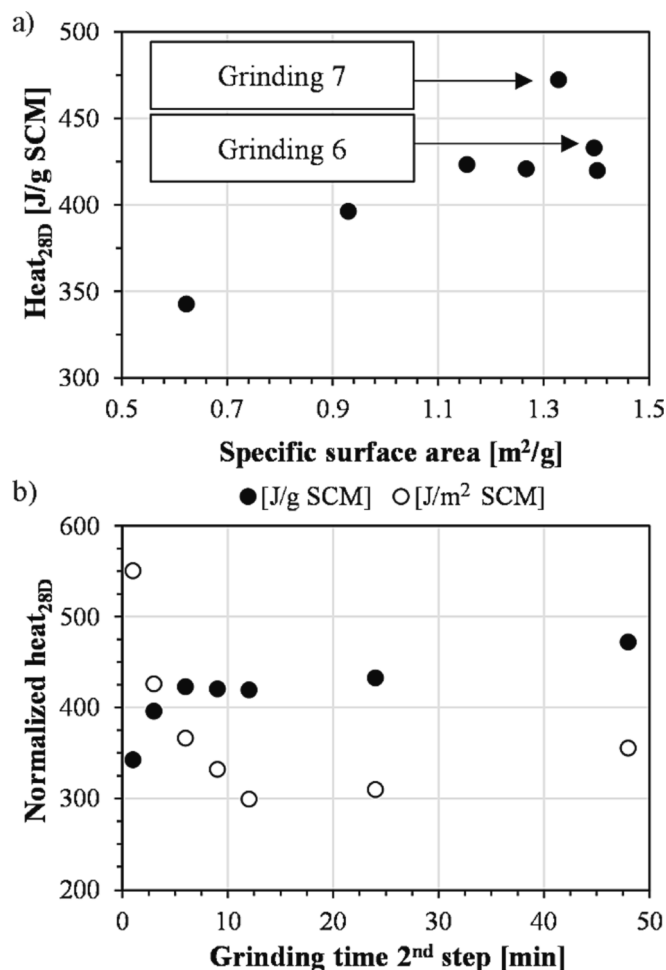 a)
500
450
400
350
300
Heat28D [J/g SCM]
Grinding 7
Grinding 6
0.5 0.7 0.9 1.1 1.3 1.5
Specific surface area [m²/g]
b)
[J/g SCM] [J/m² SCM]
600
500
400
300
200
Normalized heat28D
0 10 20 30 40 50
Grinding time 2nd step [min]